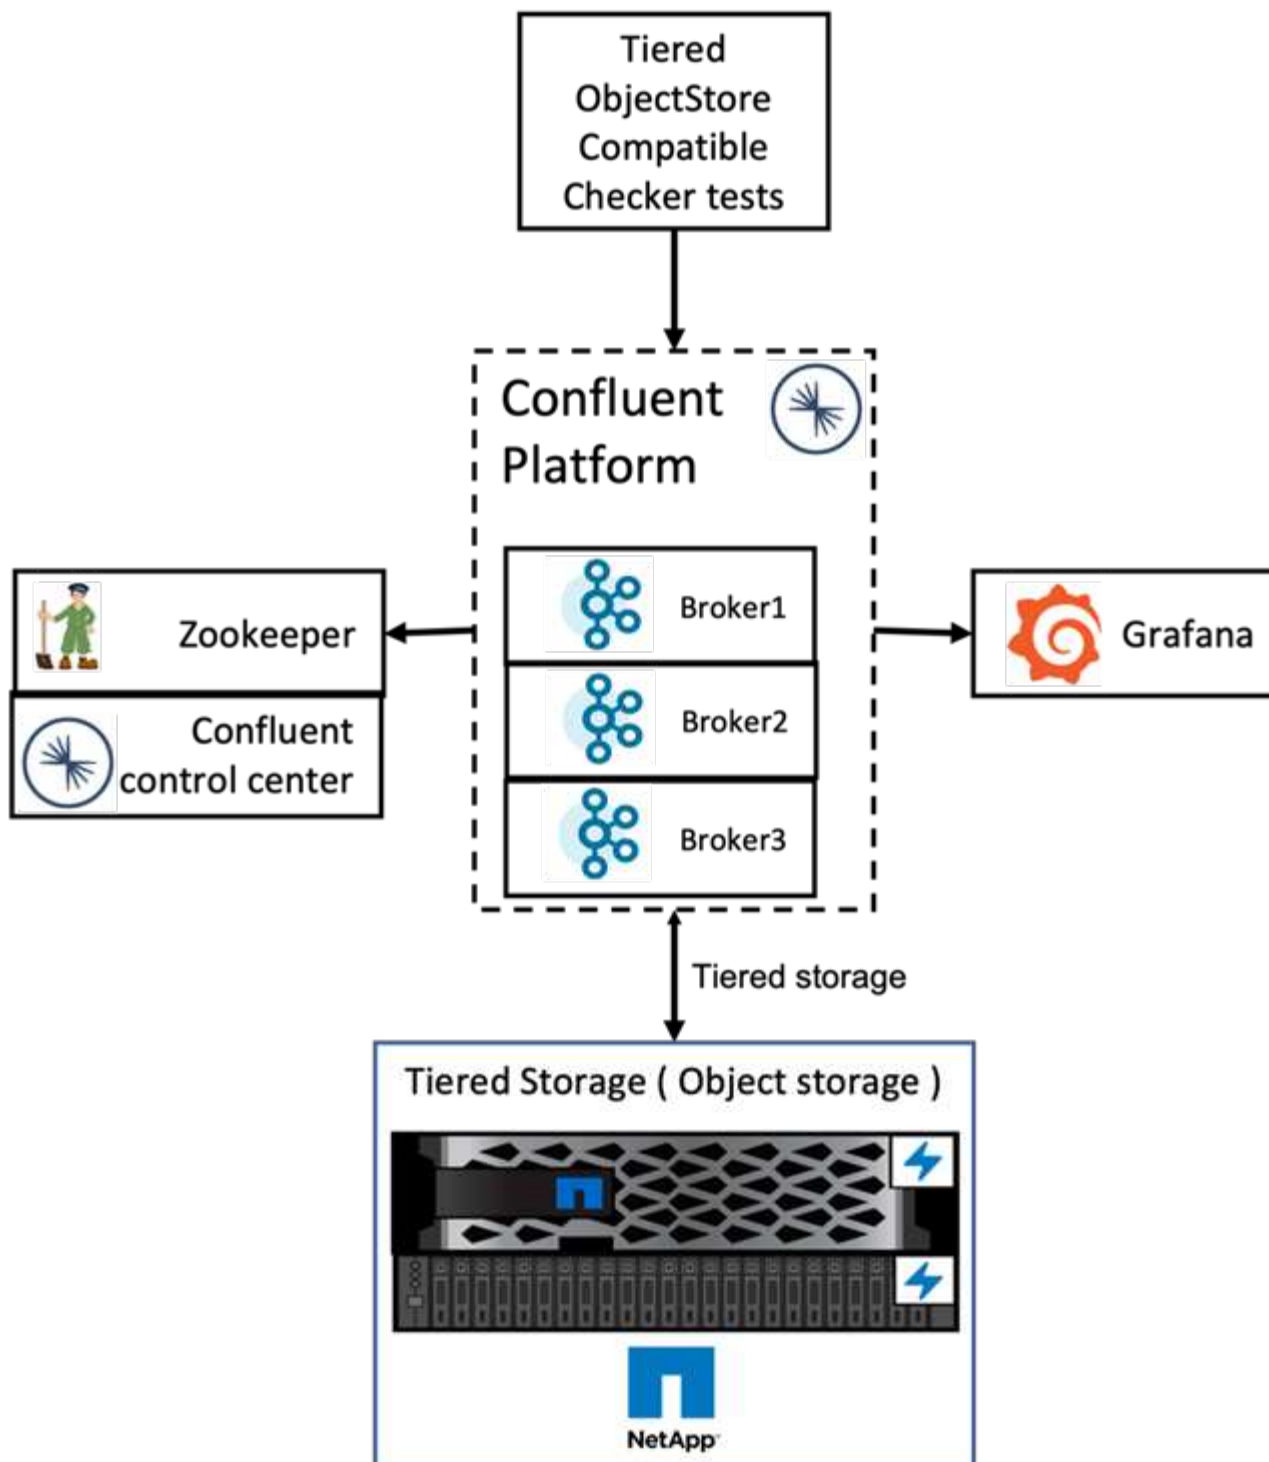 Tiered
ObjectStore
Compatible
Checker tests
Confluent
Platform
Broker1
Zookeeper
Grafana
Broker2
Confluent
control center
Broker3
Tiered storage
Tiered Storage ( Object storage )
NetApp